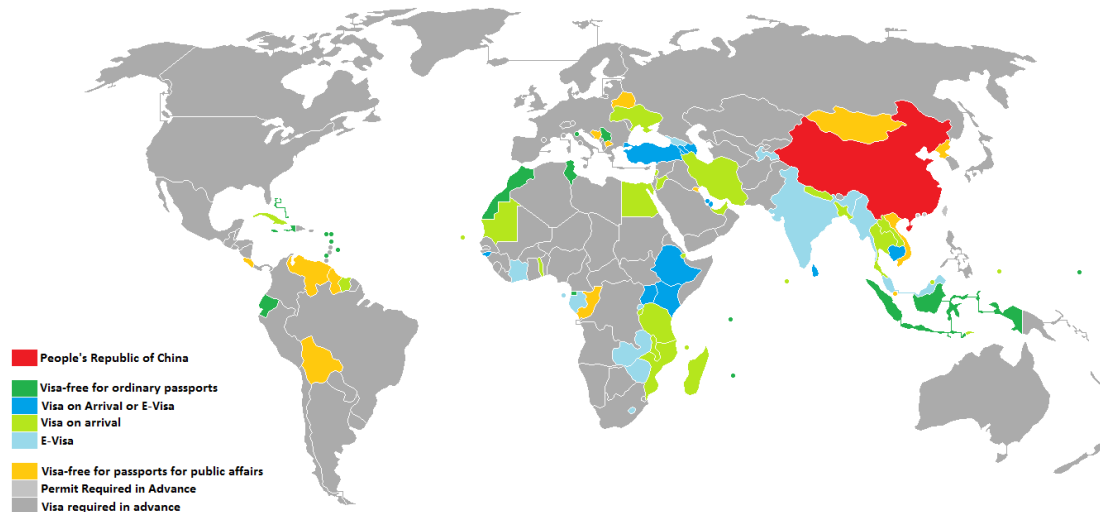 People's Republic of China
Visa-free for ordinary passports
Visa on Arrival or E-Visa
Visa on arrival
E-Visa
Visa-free for passports for public affairs
Permit Required in Advance
Visa required in advance